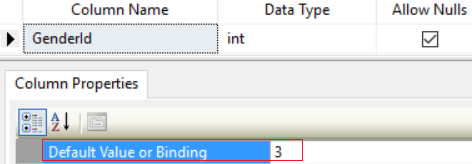 Column Name Data Type Allow Nulls
GenderId int
Column Properties
Default Value or Binding 3